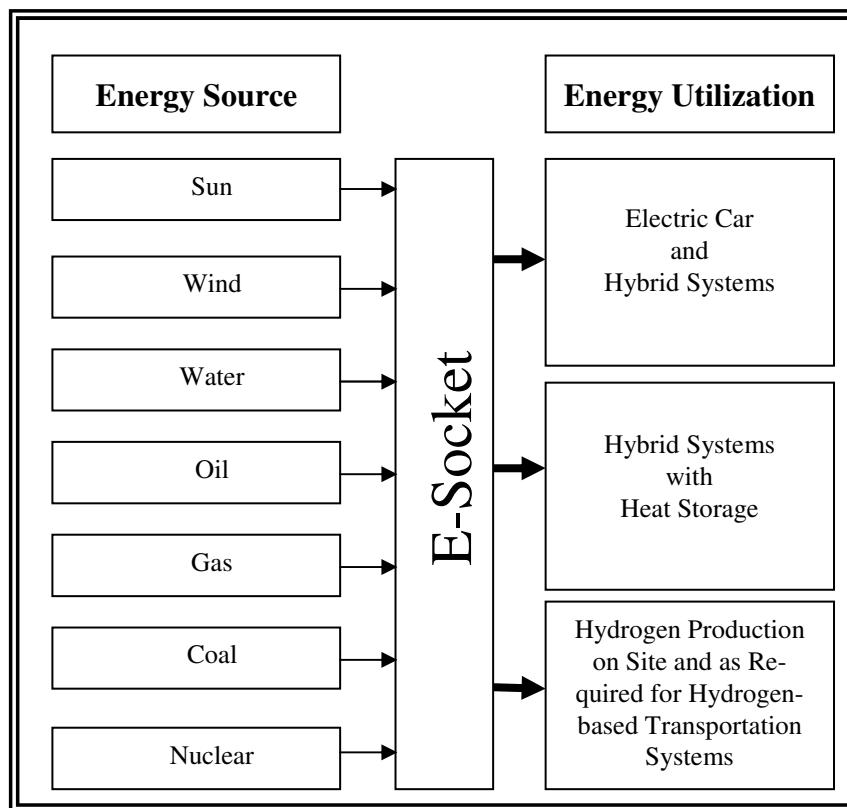 Energy Source
Energy Utilization
Sun
Wind
Water
Oil
Gas
Coal
Nuclear
E-Socket
Electric Car
and
Hybrid Systems
Hybrid Systems
with
Heat Storage
Hydrogen Production
on Site and as Re-
quired for Hydrogen-
based Transportation
Systems